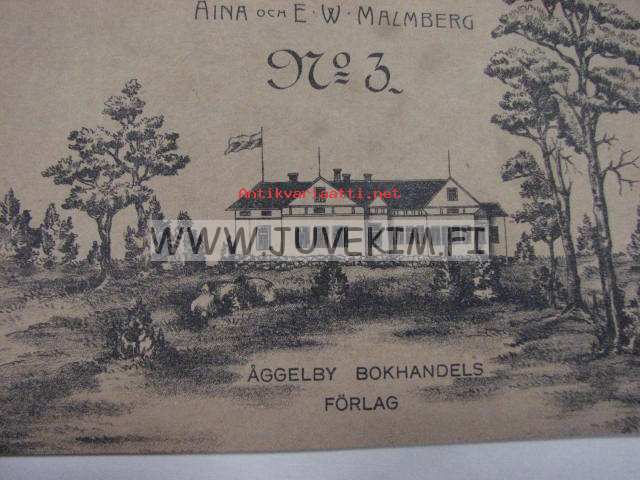 AINA OCH E·W·MALMBERG
No 3.
Antikvariaatti.net
WWW.JUVEKIM.FI
ÅGGELBY BOKHANDELS
FÖRLAG